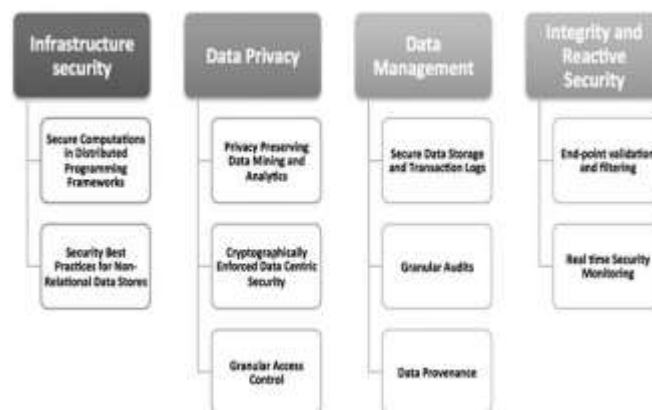 Infrastructure
security
Secure Computations
in Distributed
Programming
Frameworks
Security Best
Practices for Non-
Relational Data Stores
Data Privacy
Privacy Preserving
Data Mining and
Analytics
Cryptographically
Enforced Data Centric
Security
Granular Access
Control
Data
Management
Secure Data Storage
and Transaction Logs
Granular Audits
Data Provenance
Integrity and
Reactive
Security
End-point validation
and filtering
Real time Security
Monitoring